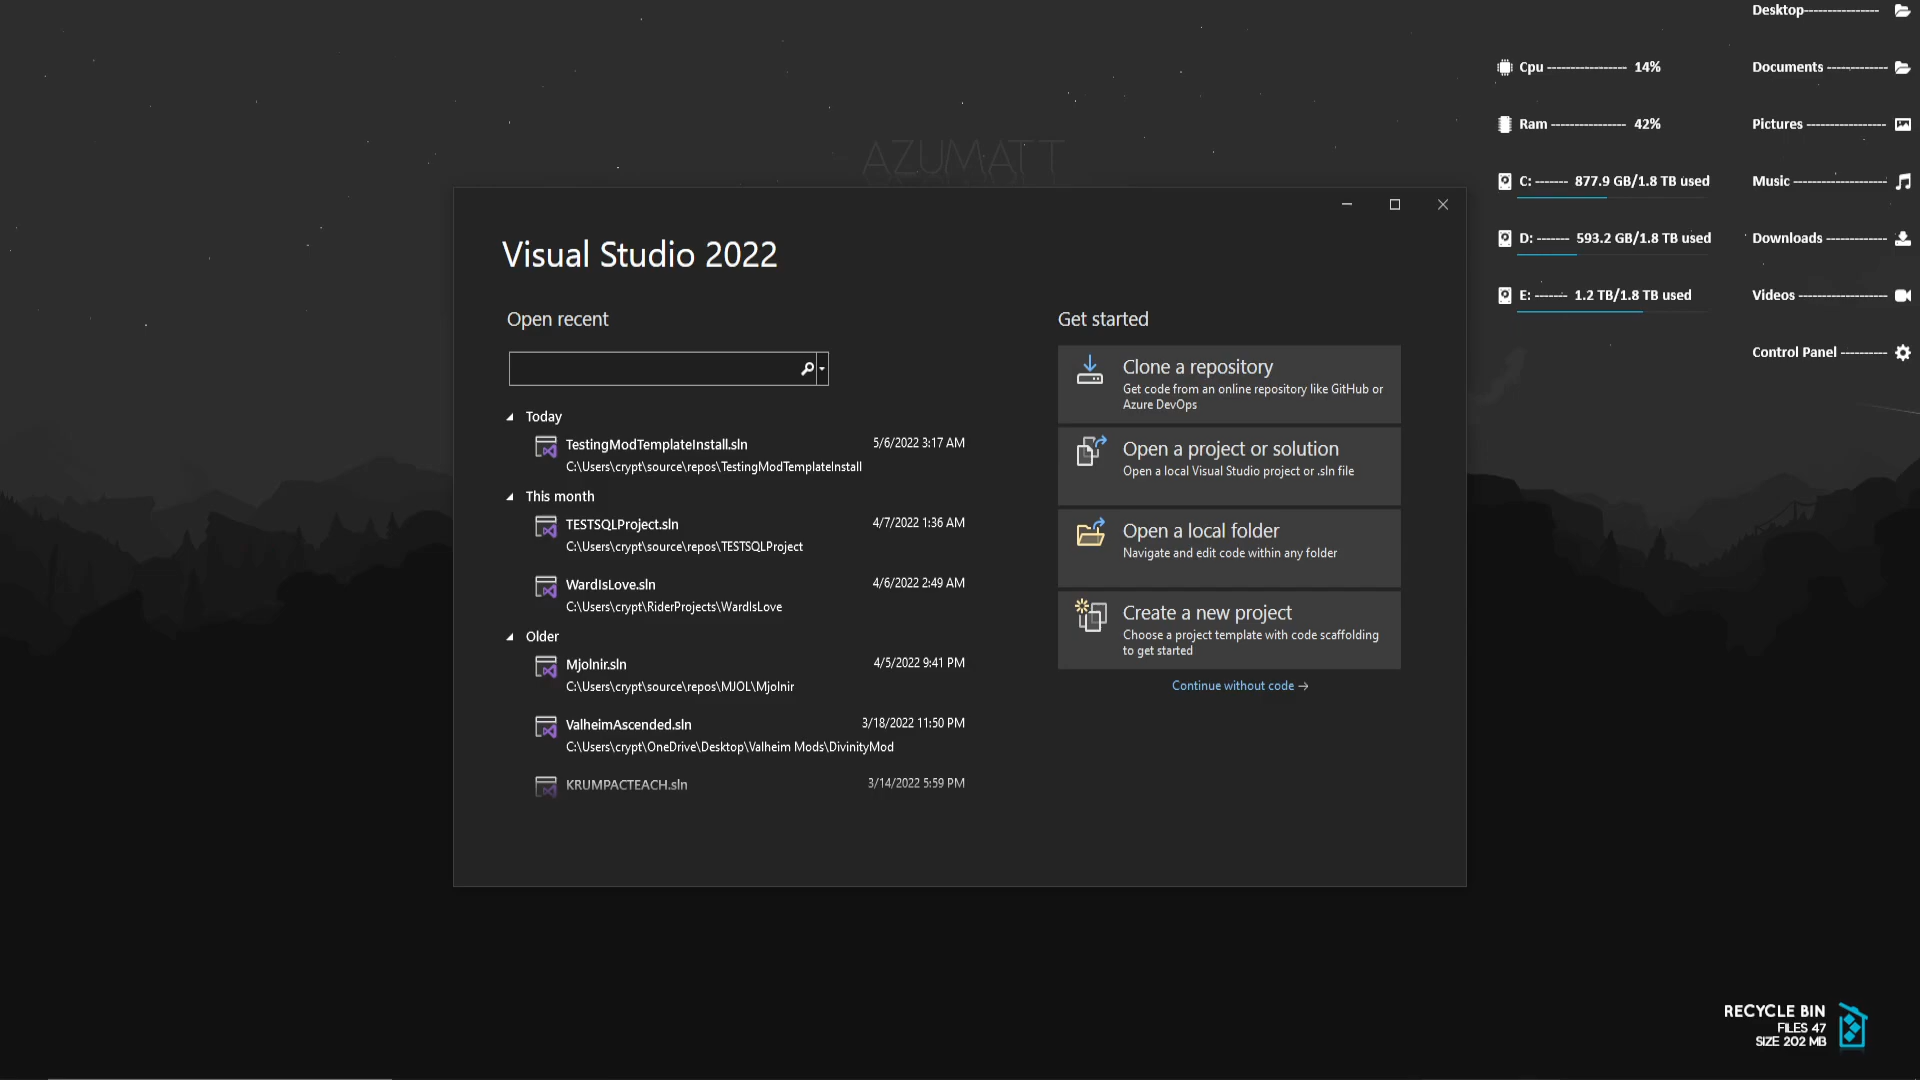 Desktop----------------
Cpu ----------------- 14%
Documents -------------
Ram ---------------- 42%
Pictures -----------------
AZUMATT
C: ------- 877.9 GB/1.8 TB used
Music --------------------
D: ------- 593.2 GB/1.8 TB used
Downloads -------------
E: ------- 1.2 TB/1.8 TB used
Videos -------------------
Control Panel ----------
Visual Studio 2022
Open recent
Today
TestingModTemplateInstall.sln 5/6/2022 3:17 AM
C:\Users\crypt\source\repos\TestingModTemplateInstall
This month
TESTSQLProject.sln 4/7/2022 1:36 AM
C:\Users\crypt\source\repos\TESTSQLProject
WardIsLove.sln 4/6/2022 2:49 AM
C:\Users\crypt\RiderProjects\WardIsLove
Older
Mjolnir.sln 4/5/2022 9:41 PM
C:\Users\crypt\source\repos\MJOL\Mjolnir
ValheimAscended.sln 3/18/2022 11:50 PM
C:\Users\crypt\OneDrive\Desktop\Valheim Mods\DivinityMod
KRUMPACTEACH.sln 3/14/2022 5:59 PM
Get started
Clone a repository
Get code from an online repository like GitHub or
Azure DevOps
Open a project or solution
Open a local Visual Studio project or .sln file
Open a local folder
Navigate and edit code within any folder
Create a new project
Choose a project template with code scaffolding
to get started
Continue without code →
RECYCLE BIN
FILES 47
SIZE 202 MB